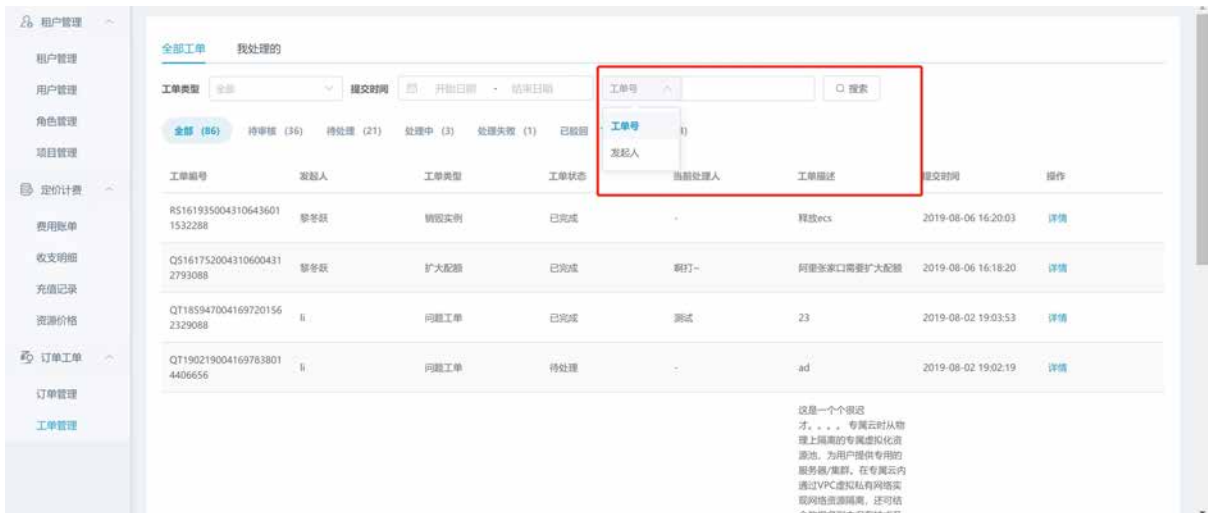 租户管理
租户管理
用户管理
角色管理
项目管理
定价计费
费用账单
收支明细
充值记录
资源价格
订单工单
订单管理
工单管理
全部工单 我处理的
工单类型 全部 提交时间 开始日期 - 结束日期 工单号 搜索
工单号
发起人
全部 (86) 待审核 (36) 待处理 (21) 处理中 (3) 处理失败 (1) 已驳回
工单编号 发起人 工单类型 工单状态 当前处理人 工单描述 提交时间 操作
RS161935004310643601
1532288 黎冬跃 销毁实例 已完成 - 释放ecs 2019-08-06 16:20:03 详情
QS161752004310600431
2793088 黎冬跃 扩大配额 已完成 啊打~ 阿里张家口需要扩大配额 2019-08-06 16:18:20 详情
QT185947004169720156
2329088 li 问题工单 已完成 测试 23 2019-08-02 19:03:53 详情
QT190219004169783801
4406656 li 问题工单 待处理 - ad 2019-08-02 19:02:19 详情
这是一个个很迟
才。。。。专属云时从物
理上隔离的专属虚拟化资
源池，为用户提供专用的
服务器/集群。在专属云内
通过VPC虚拟私有网络实
现网络资源隔离，还可结